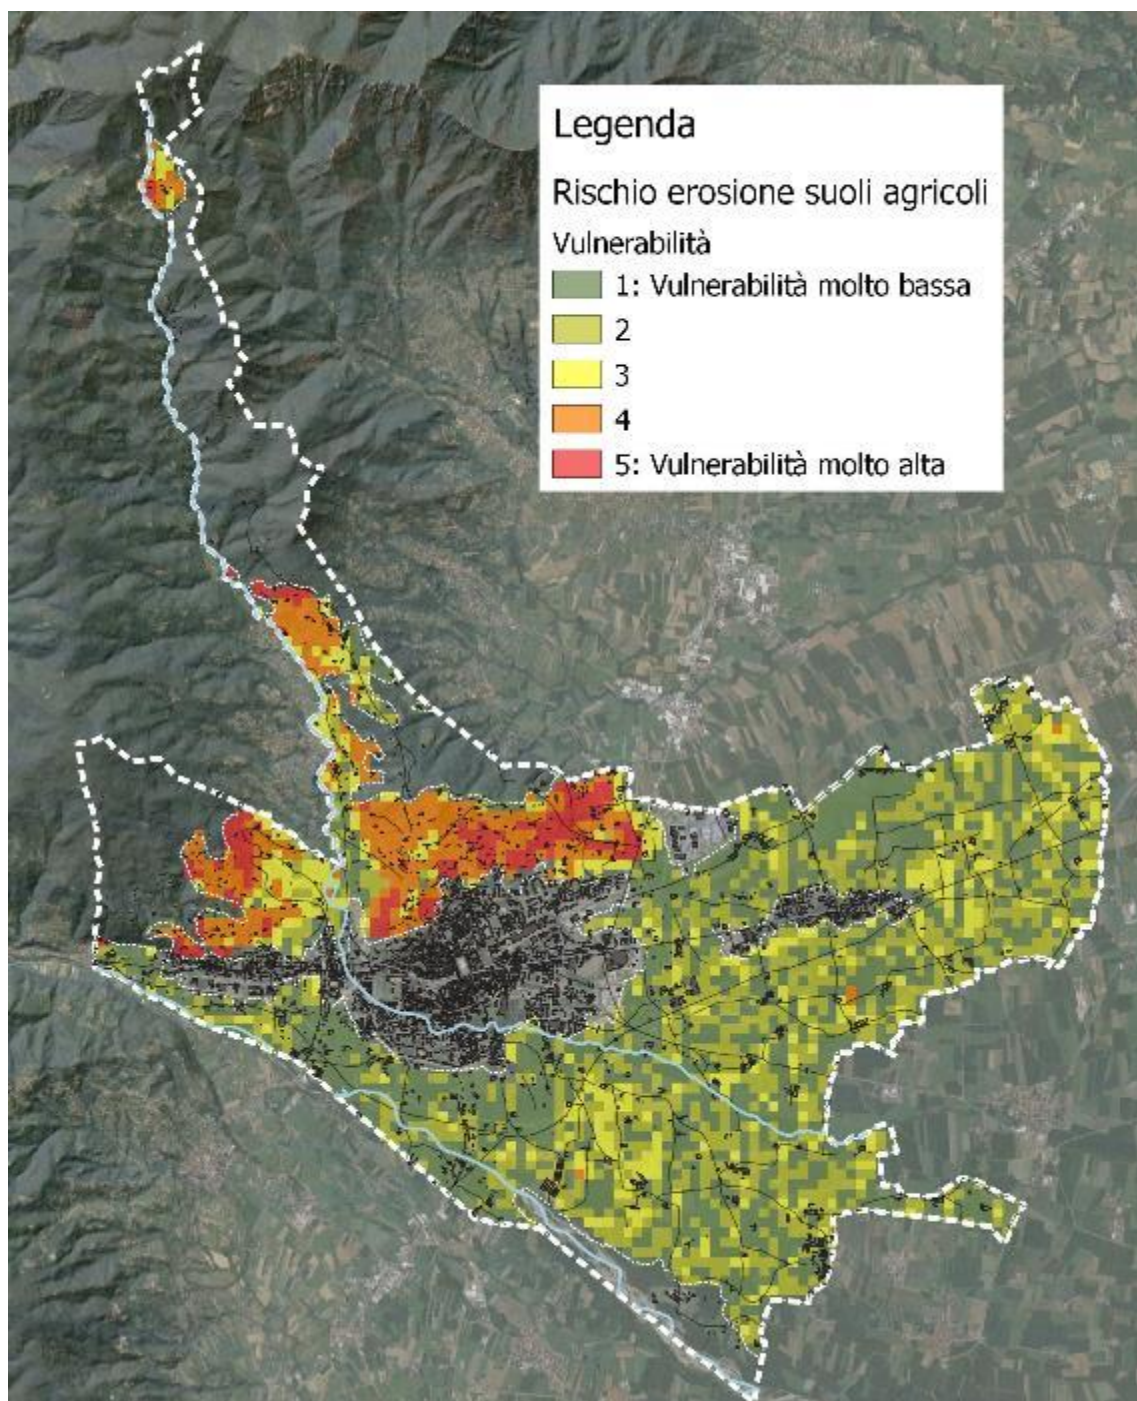 Legenda
Rischio erosione suoli agricoli
Vulnerabilità
1: Vulnerabilità molto bassa
2
3
4
5: Vulnerabilità molto alta